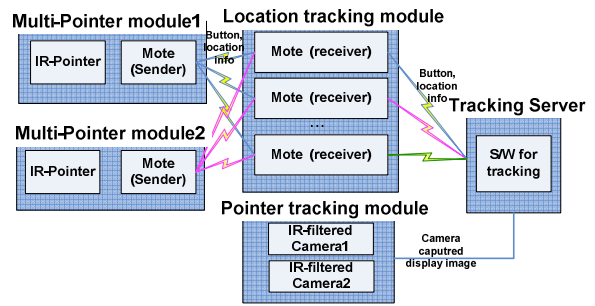 Multi-Pointer module1
IR-Pointer
Mote
(Sender)
Button,
location
info
Location tracking module
Mote (receiver)
Mote (receiver)
...
Mote (receiver)
Button,
location
info
Tracking Server
S/W for
tracking
Multi-Pointer module2
IR-Pointer
Mote
(Sender)
Pointer tracking module
IR-filtered
Camera1
IR-filtered
Camera2
Camera
caputred
display image